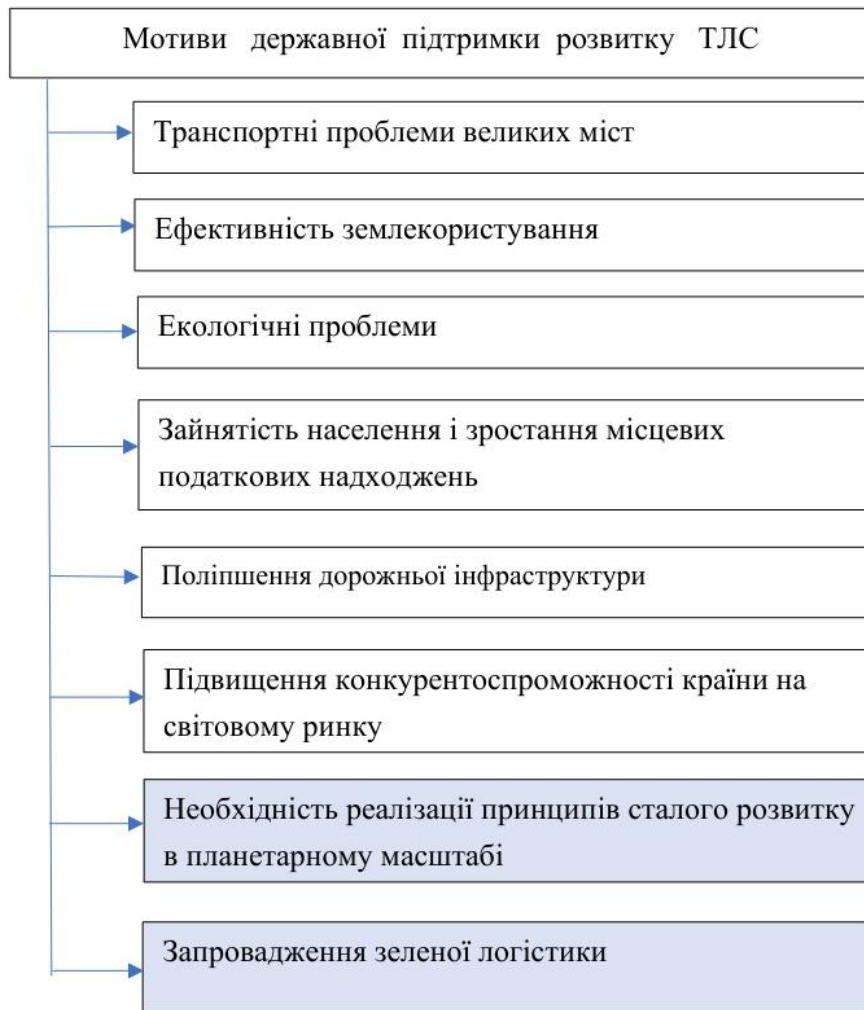 Мотиви державної підтримки розвитку ТЛС
Транспортні проблеми великих міст
Ефективність землекористування
Екологічні проблеми
Зайнятість населення і зростання місцевих
податкових надходжень
Поліпшення дорожньої інфраструктури
Підвищення конкурентоспроможності країни на
світовому ринку
Необхідність реалізації принципів сталого розвитку
в планетарному масштабі
Запровадження зеленої логістики